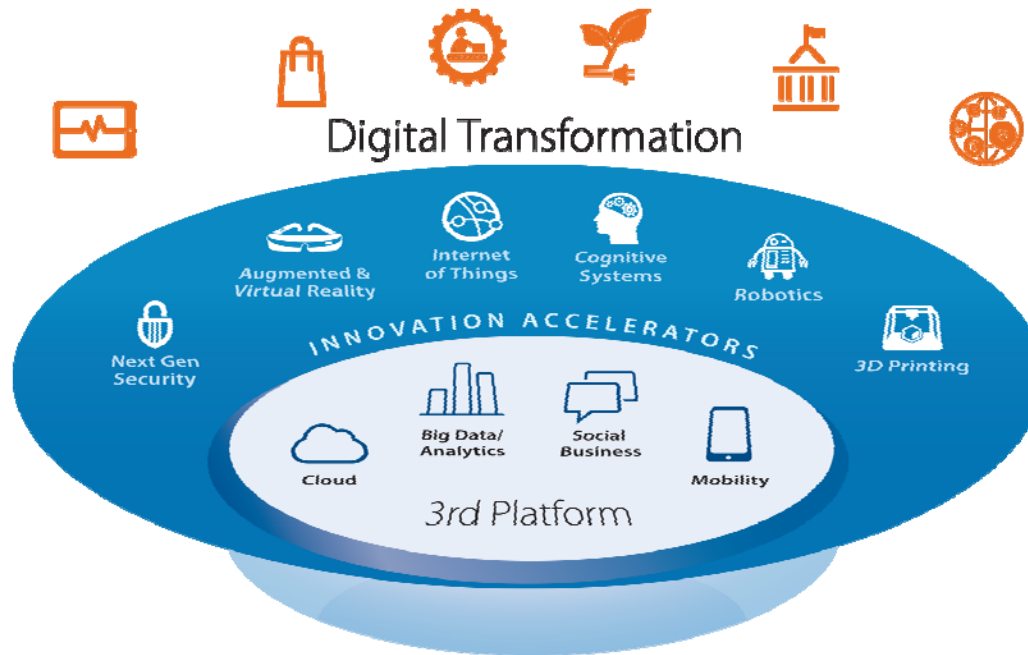 Digital Transformation
Augmented &
Virtual Reality
Internet
of Things
Cognitive
Systems
Robotics
Next Gen
Security
3D Printing
INNOVATION ACCELERATORS
Cloud
Big Data/
Analytics
Social
Business
Mobility
3rd Platform